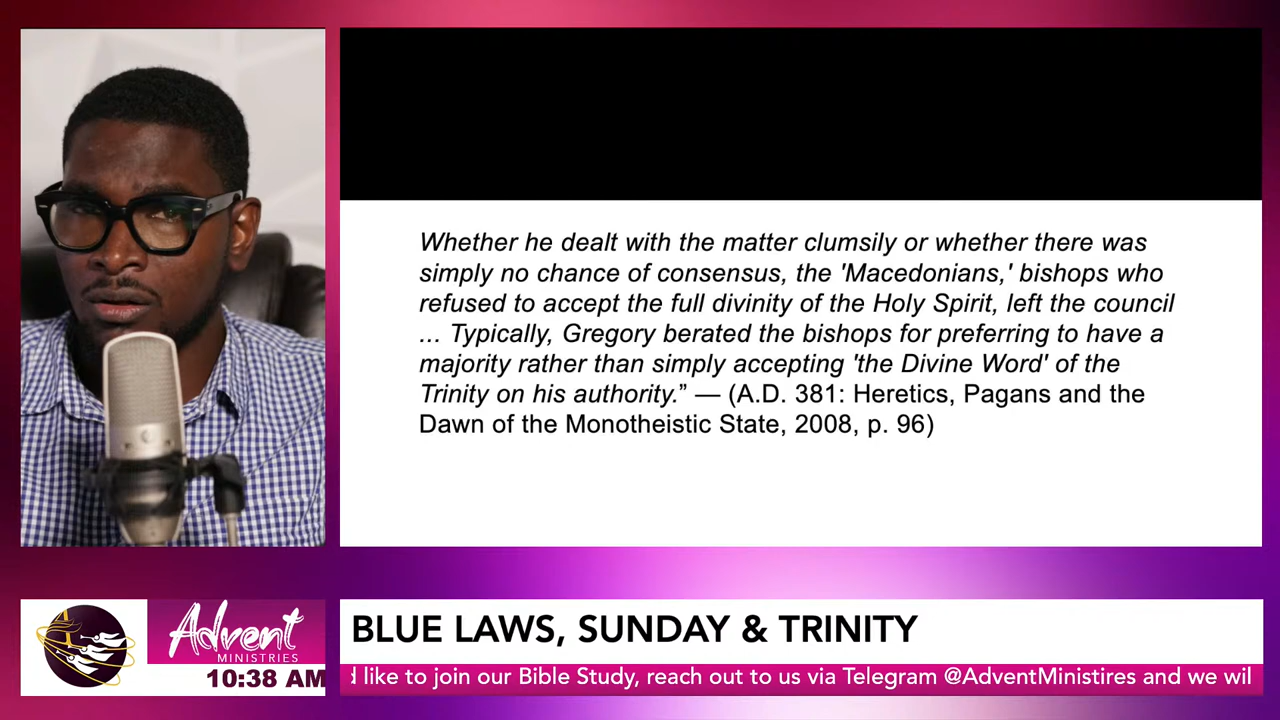 Whether he dealt with the matter clumsily or whether there was
simply no chance of consensus, the 'Macedonians,' bishops who
refused to accept the full divinity of the Holy Spirit, left the council
... Typically, Gregory berated the bishops for preferring to have a
majority rather than simply accepting 'the Divine Word' of the
Trinity on his authority.” — (A.D. 381: Heretics, Pagans and the
Dawn of the Monotheistic State, 2008, p. 96)
Advent
MINISTRIES
10:38 AM
BLUE LAWS, SUNDAY & TRINITY
like to join our Bible Study, reach out to us via Telegram @AdventMinistires and we wil